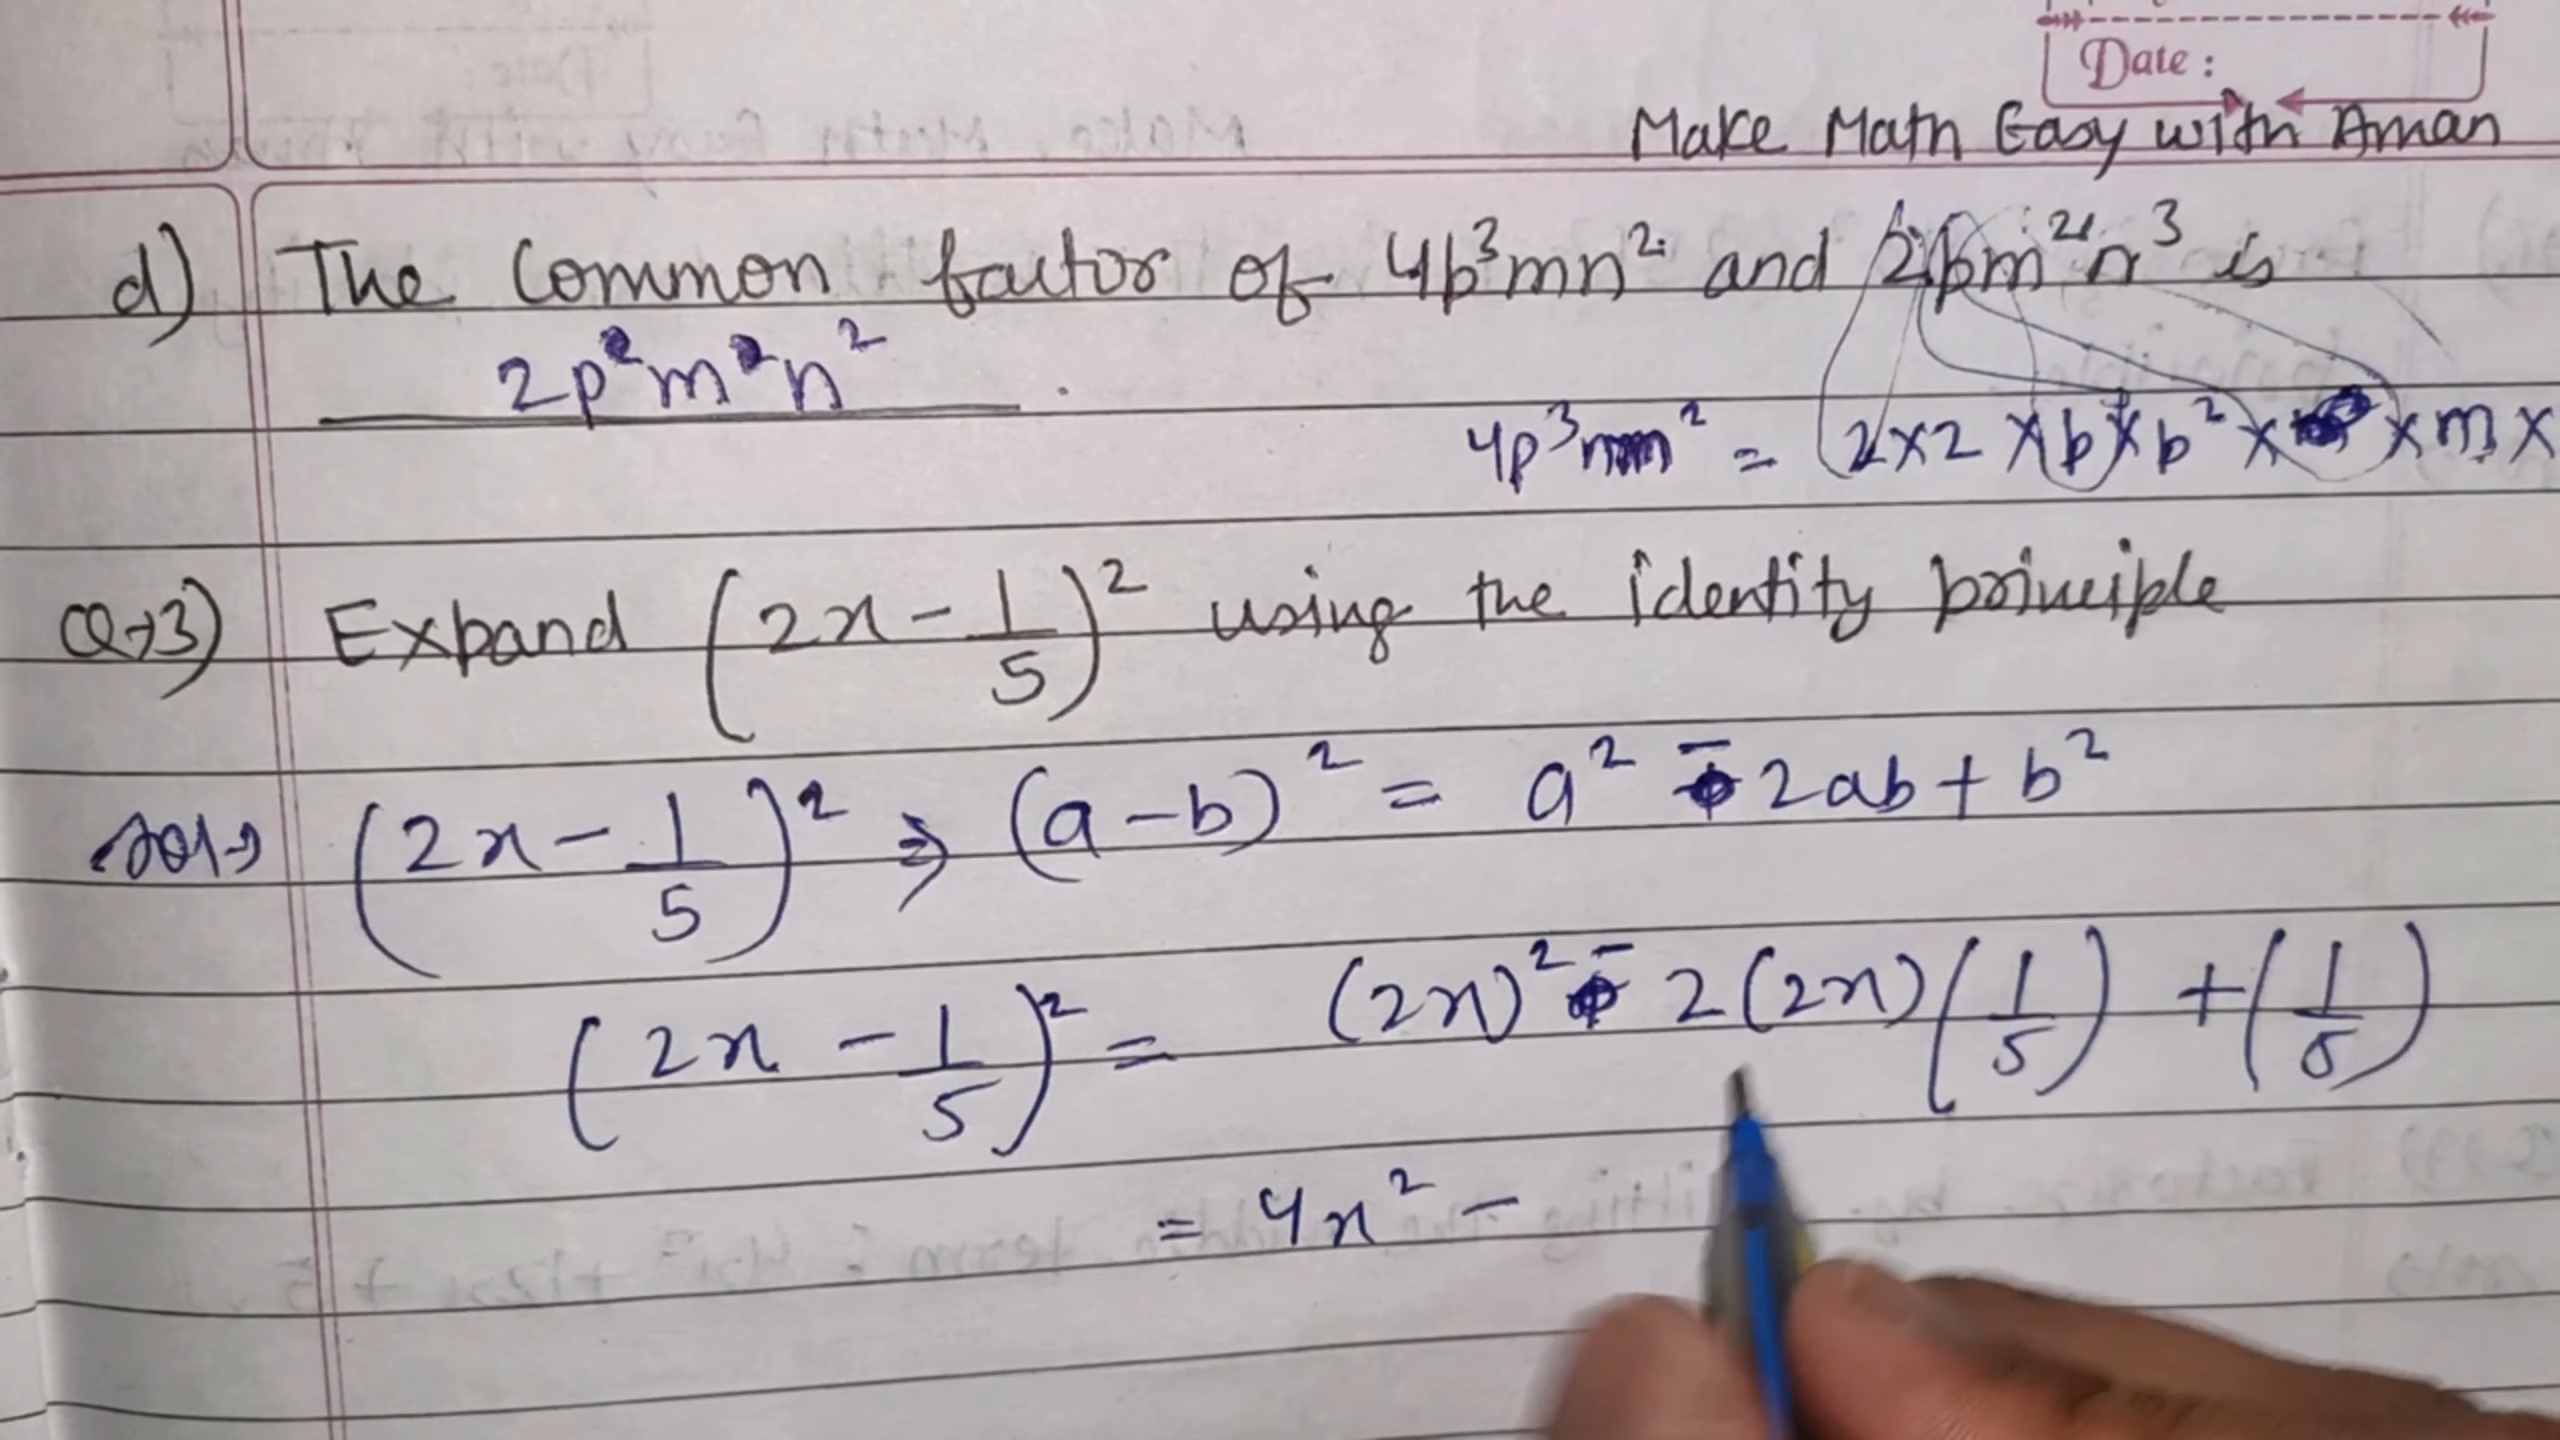 Date :
Make Math Easy with Aman
d) The Common factor of 4p³mn² and 2pm²n³ is
2p²m²n² .
4p³mn² = 2×2×p×p²× ×m×
Q→3) Expand (2x - 1/5)² using the identity principle
Sol→ (2x - 1/5)² ⇒ (a-b)² = a² - 2ab + b²
(2x - 1/5)² = (2x)² - 2(2x)(1/5) + (1/5)
= 4x² -